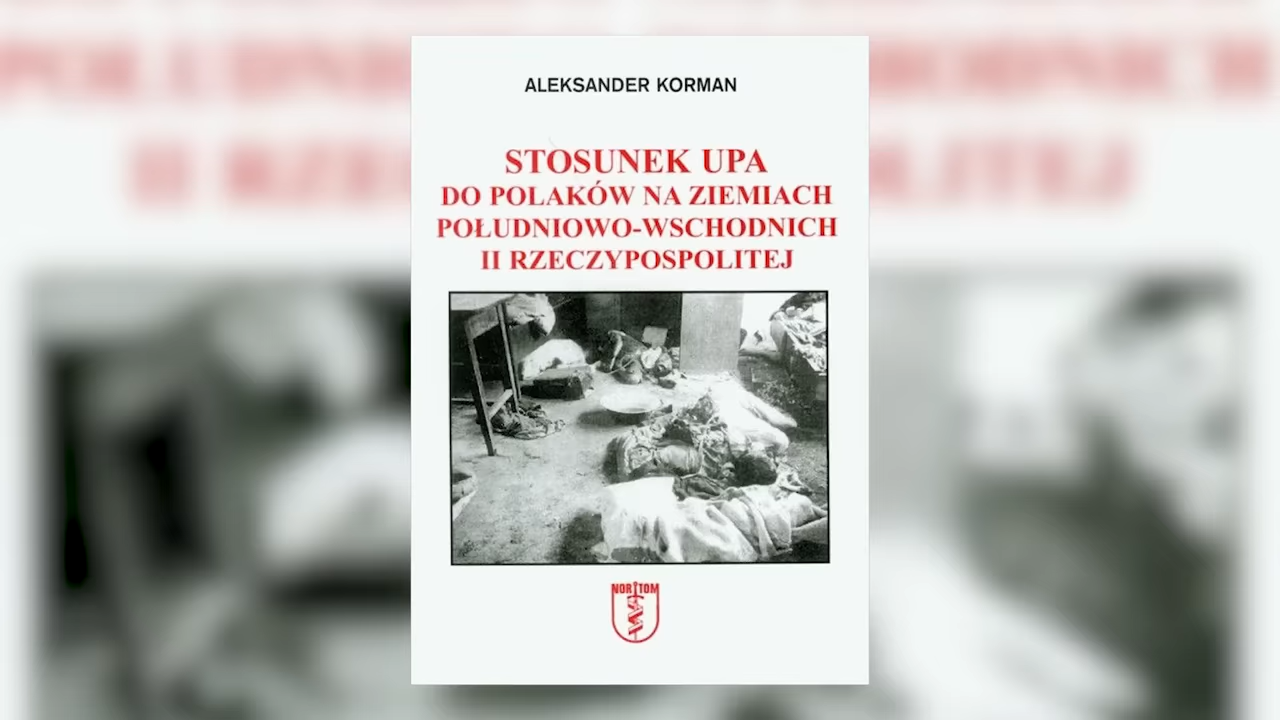 ALEKSANDER KORMAN
STOSUNEK UPA
DO POLAKÓW NA ZIEMIACH
POŁUDNIOWO-WSCHODNICH
II RZECZYPOSPOLITEJ
NORTOM